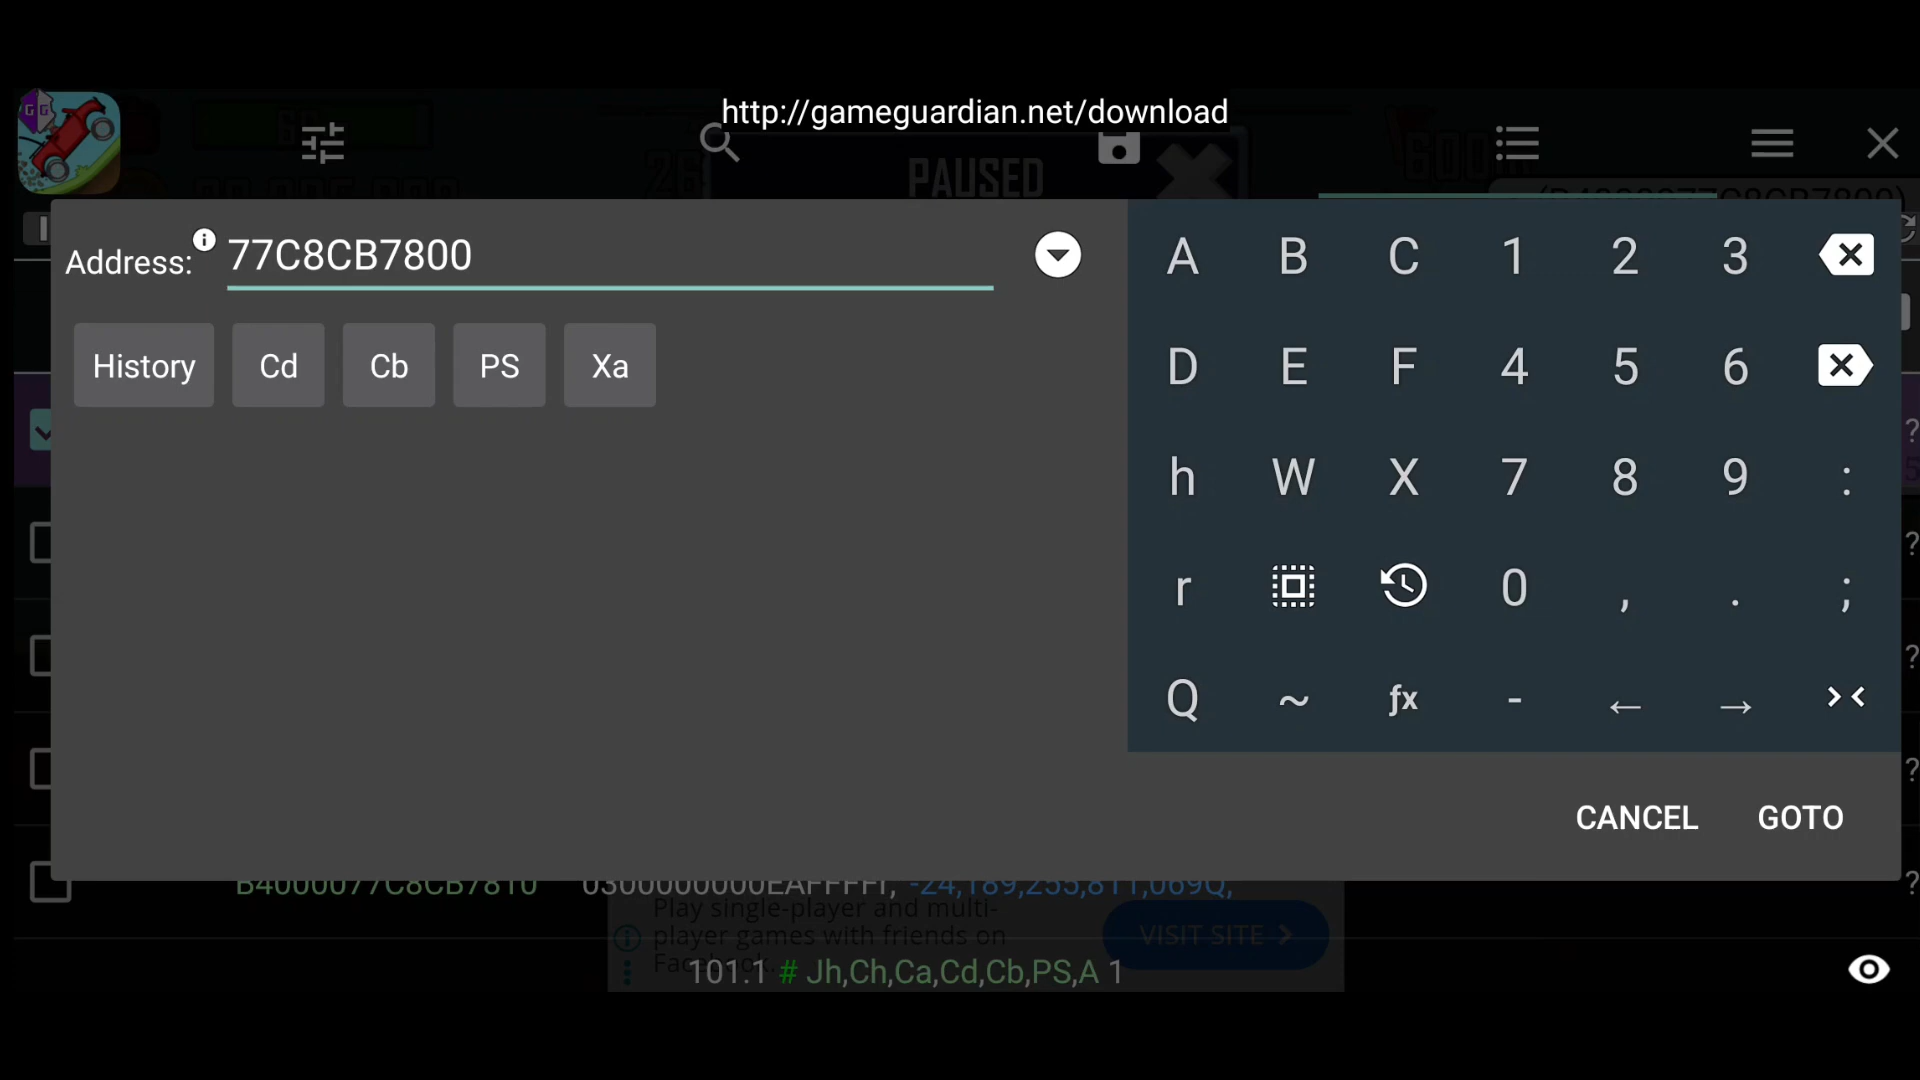 http://gameguardian.net/download
PAUSED
Address: 77C8CB7800
A B C 1 2 3
History Cd Cb PS Xa
D E F 4 5 6
h W X 7 8 9 :
r 0 , . ;
Q ~ ƒx - ← → ><
CANCEL GOTO
B4000077C8CB7810
Play single-player and multi-
player games with friends on
VISIT SITE >
101.1 # Jh,Ch,Ca,Cd,Cb,PS,A 1